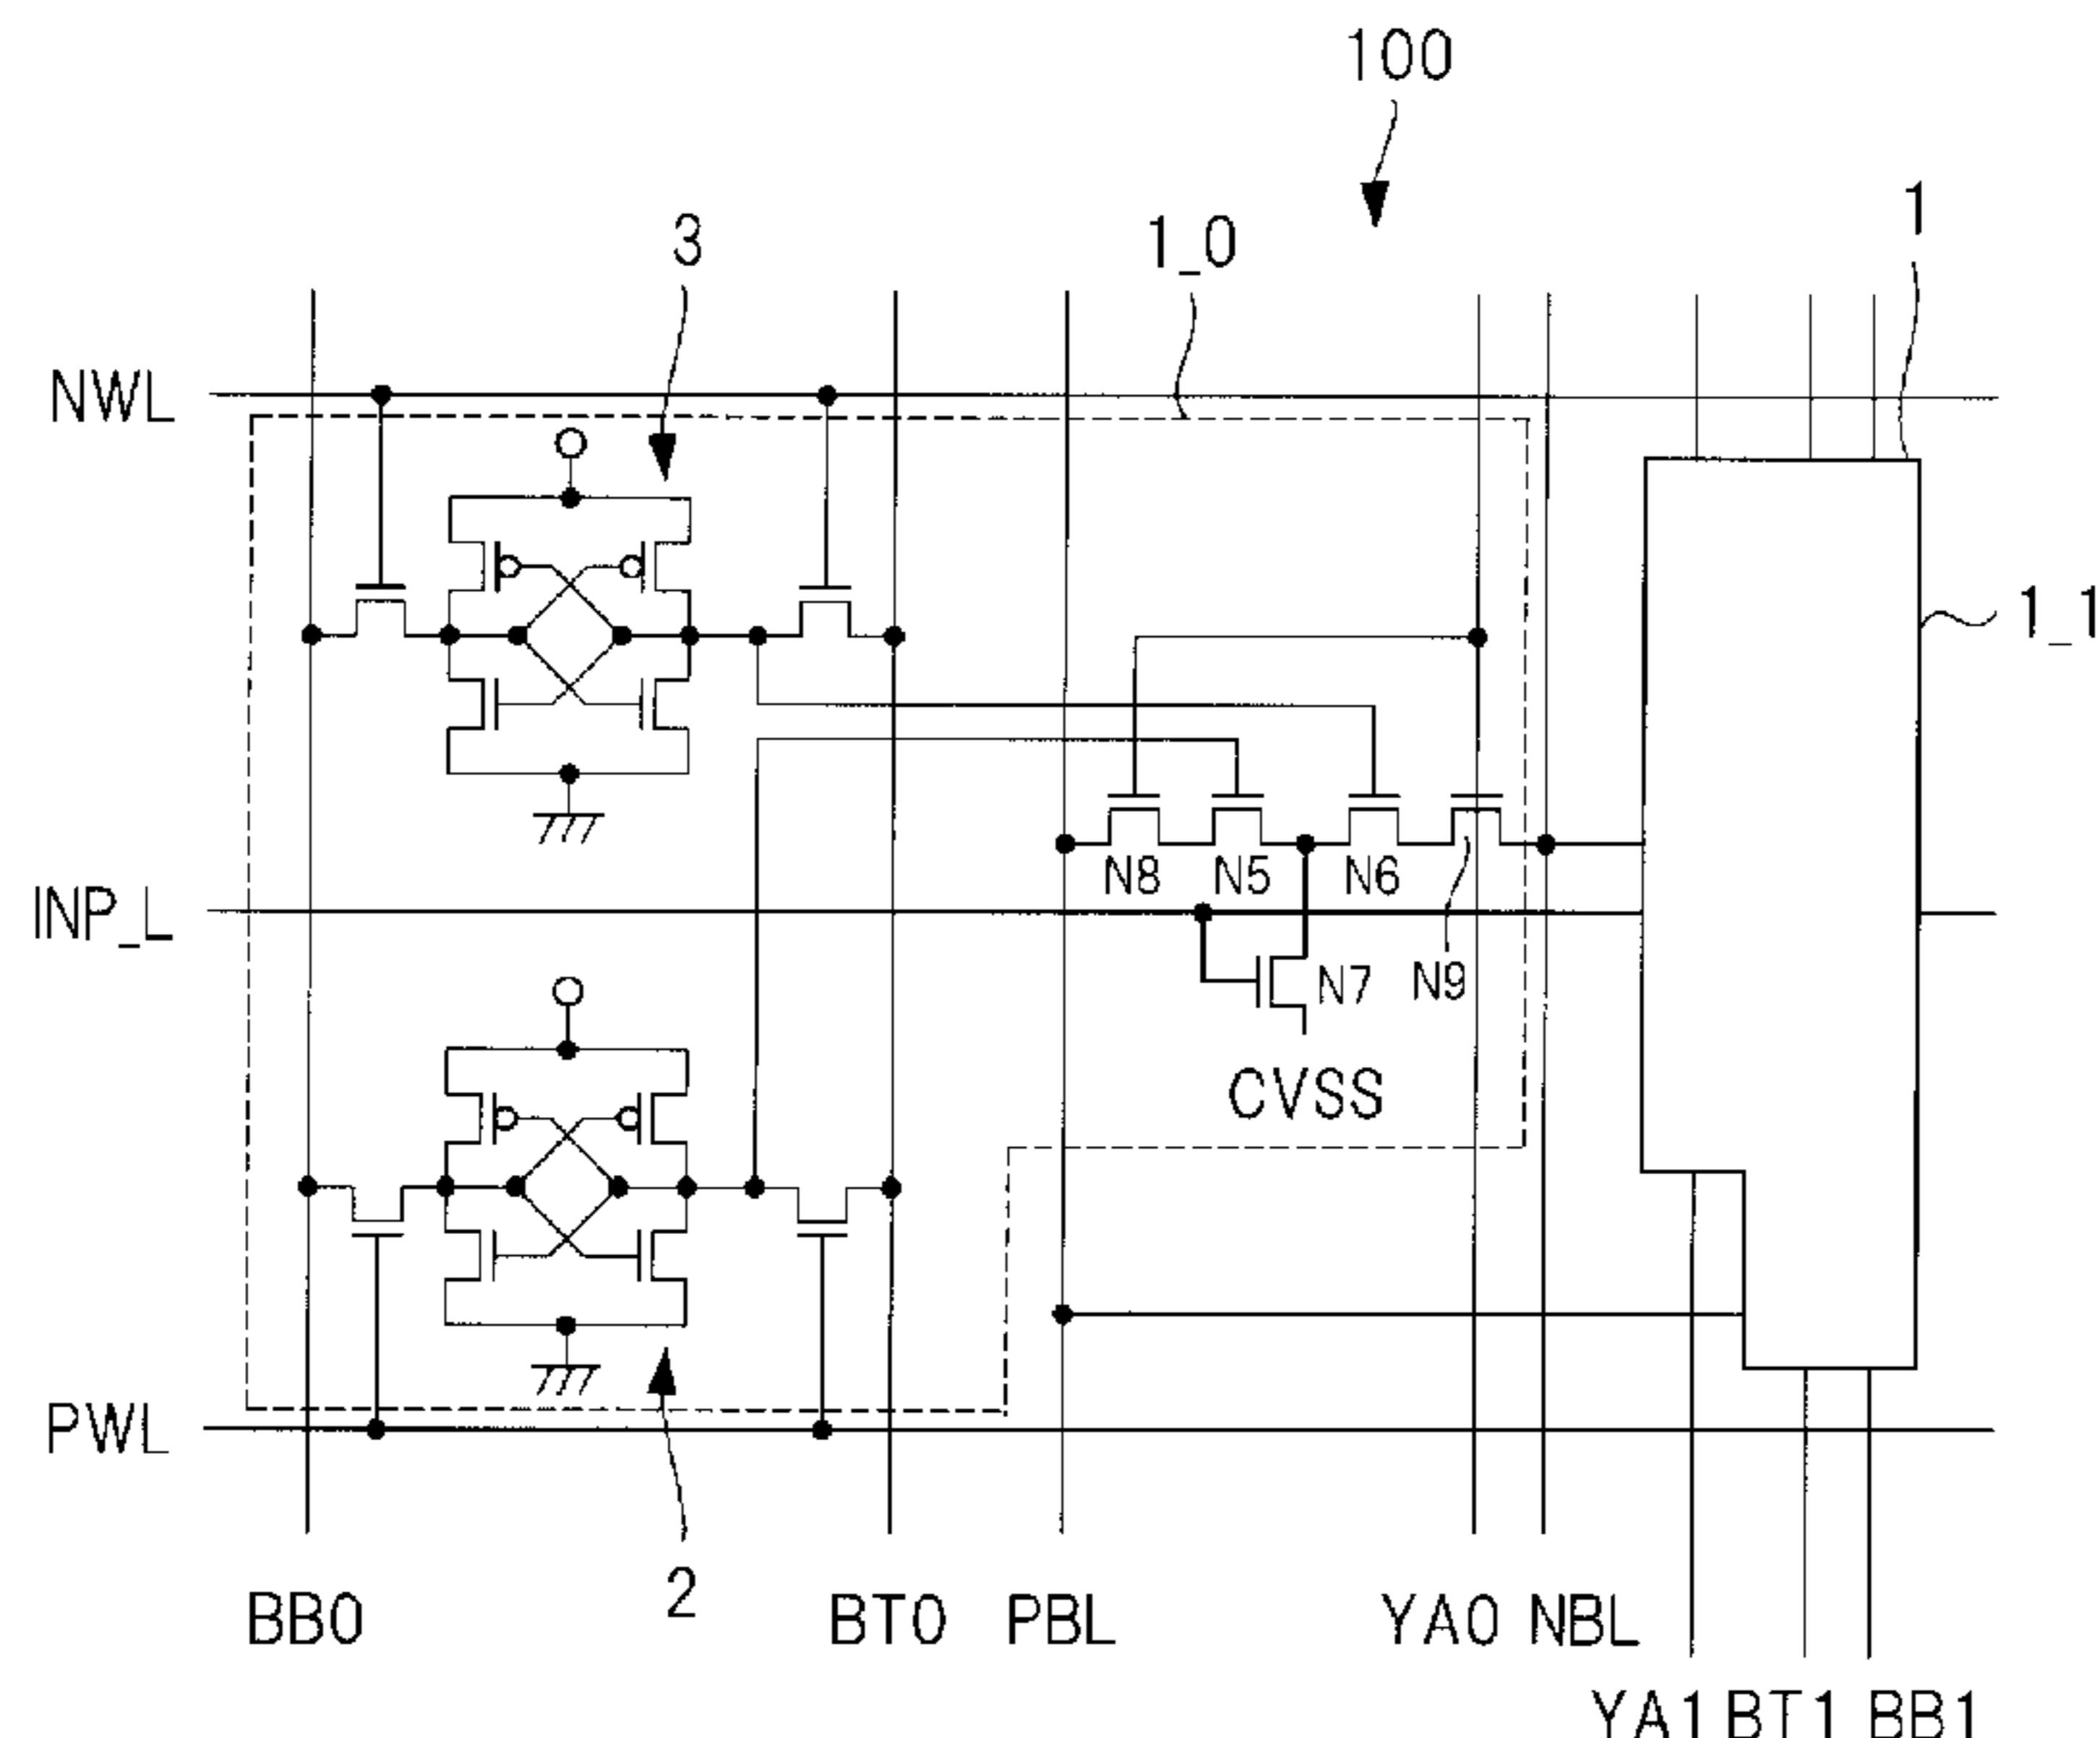 100
1
3
1_0
NWL
1_1
N8
N5
N6
INP_L
N7
N9
CVSS
PWL
2
BB0
BT0
PBL
YA0
NBL
YA1
BT1
BB1